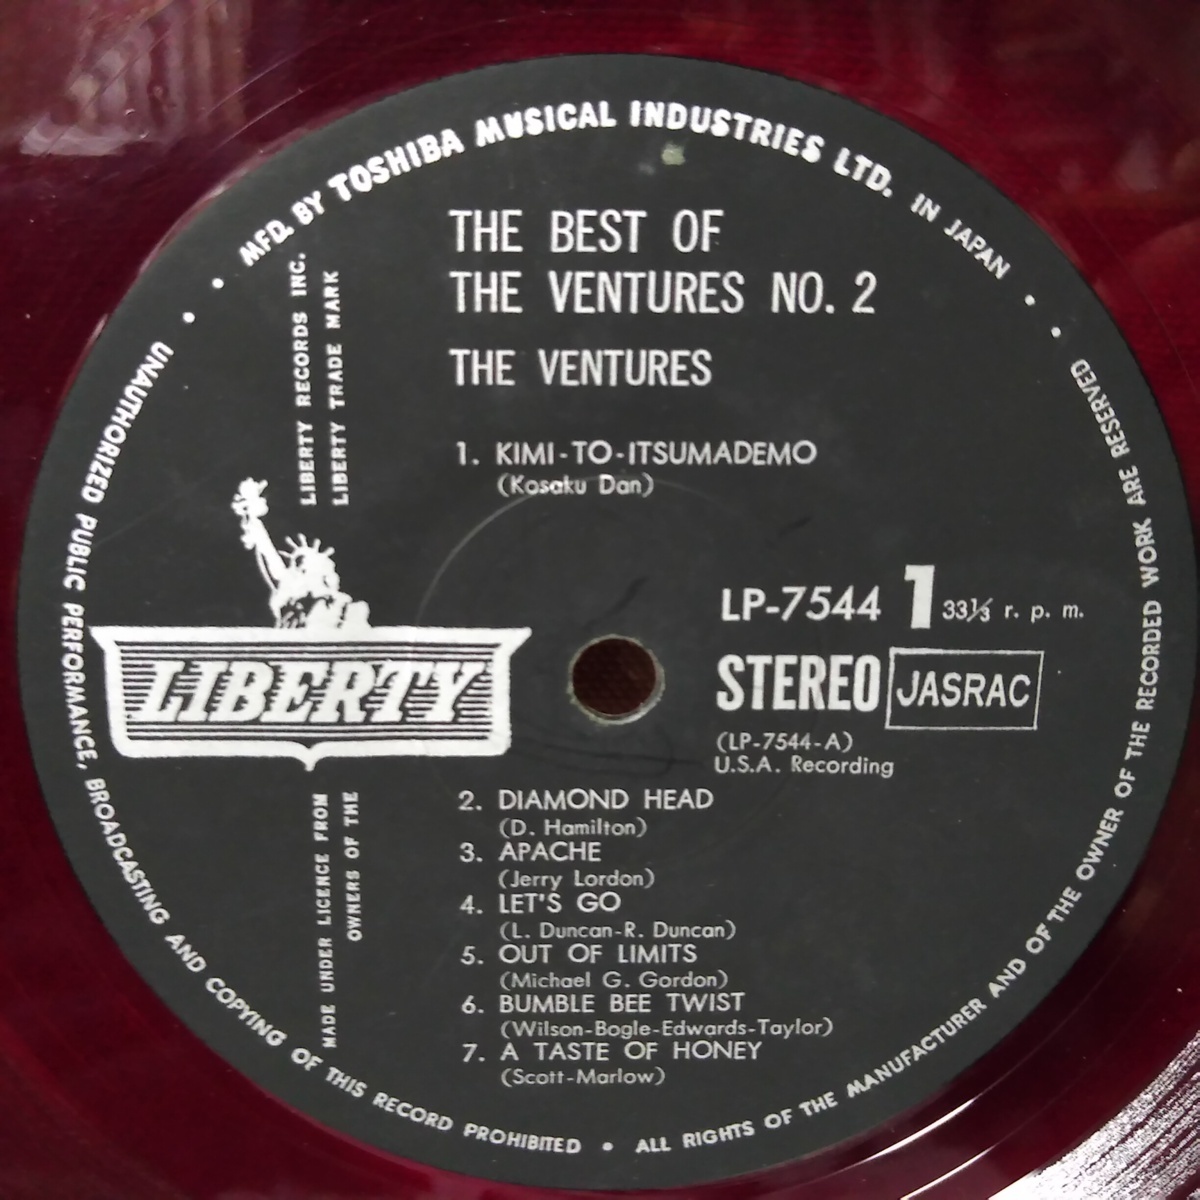 MFD. BY TOSHIBA MUSICAL INDUSTRIES LTD. IN JAPAN
THE BEST OF
THE VENTURES NO. 2
THE VENTURES
1. KIMI-TO-ITSUMADEMO
(Kosaku Dan)
LIBERTY RECORDS INC.
LIBERTY TRADE MARK
LIBERTY
LP-7544 1 33⅓ r. p. m.
STEREO JASRAC
(LP-7544-A)
U.S.A. Recording
MADE UNDER LICENCE FROM
OWNERS OF THE
2. DIAMOND HEAD
(D. Hamilton)
3. APACHE
(Jerry Lordon)
4. LET'S GO
(L. Duncan-R. Duncan)
5. OUT OF LIMITS
(Michael G. Gordon)
6. BUMBLE BEE TWIST
(Wilson-Bogle-Edwards-Taylor)
7. A TASTE OF HONEY
(Scott-Marlow)
UNAUTHORIZED PUBLIC PERFORMANCE, BROADCASTING AND COPYING OF THIS RECORD PROHIBITED • ALL RIGHTS OF THE MANUFACTURER AND OF THE OWNER OF THE RECORDED WORK ARE RESERVED